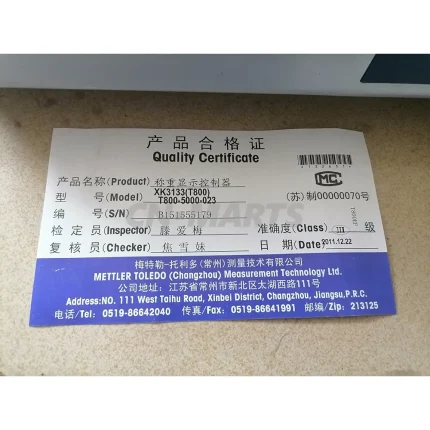 产品合格证
Quality Certificate
产品名称(Product) 称重显示控制器
XK3133(T800)
型号(Model) T800-5000-023
编号(S/N) B151555179
检定员(Inspector) 滕爱梅
复核员(Checker) 焦雪妹
MC
(苏)制00000070号
准确度(Class) III 级
日期(Date) 2011.12.22
梅特勒-托利多(常州)测量技术有限公司
METTLER TOLEDO (Changzhou) Measurement Technology Ltd.
地址: 江苏省常州市新北区太湖西路111号
Address: NO. 111 West Taihu Road, Xinbei District, Changzhou, Jiangsu,P.R.C.
电话/Tel: 0519-86642040 传真/Fax: 0519-86641991 邮编/Zip: 213125